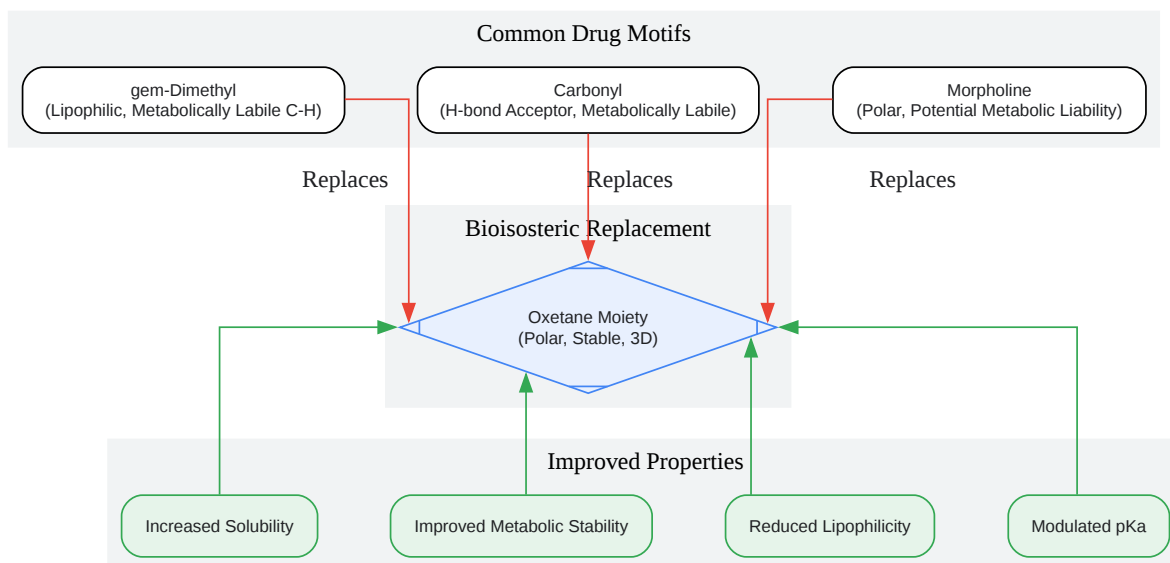 Common Drug Motifs
gem-Dimethyl
(Lipophilic, Metabolically Labile C-H)
Carbonyl
(H-bond Acceptor, Metabolically Labile)
Morpholine
(Polar, Potential Metabolic Liability)
Replaces
Replaces
Replaces
Bioisosteric Replacement
Oxetane Moiety
(Polar, Stable, 3D)
Improved Properties
Increased Solubility
Improved Metabolic Stability
Reduced Lipophilicity
Modulated pKa